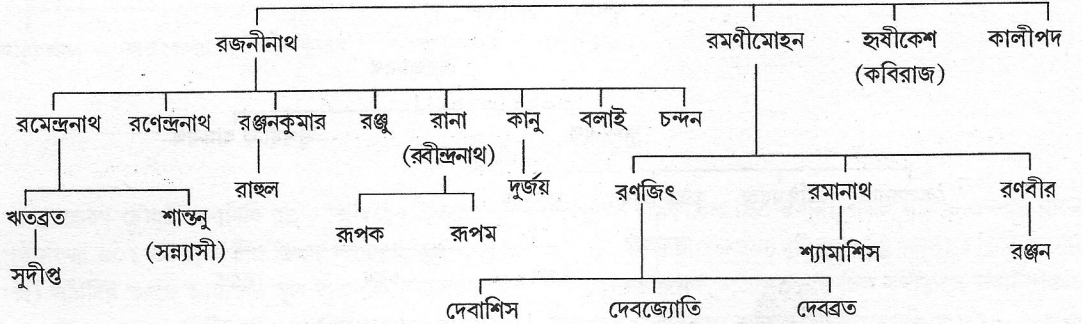 রজনীনাথ রমণীমোহন হৃষীকেশ কালীপদ
(কবিরাজ)
রমেন্দ্রনাথ রণেন্দ্রনাথ রঞ্জনকুমার রঞ্জু রানা কানু বলাই চন্দন
(রবীন্দ্রনাথ)
রাহুল দুর্জয় রণজিৎ রমানাথ রণবীর
ঋতব্রত শান্তনু রূপক রূপম
(সন্ন্যাসী) শ্যামাশিস রঞ্জন
সুদীপ্ত
দেবাশিস দেবজ্যোতি দেবব্রত